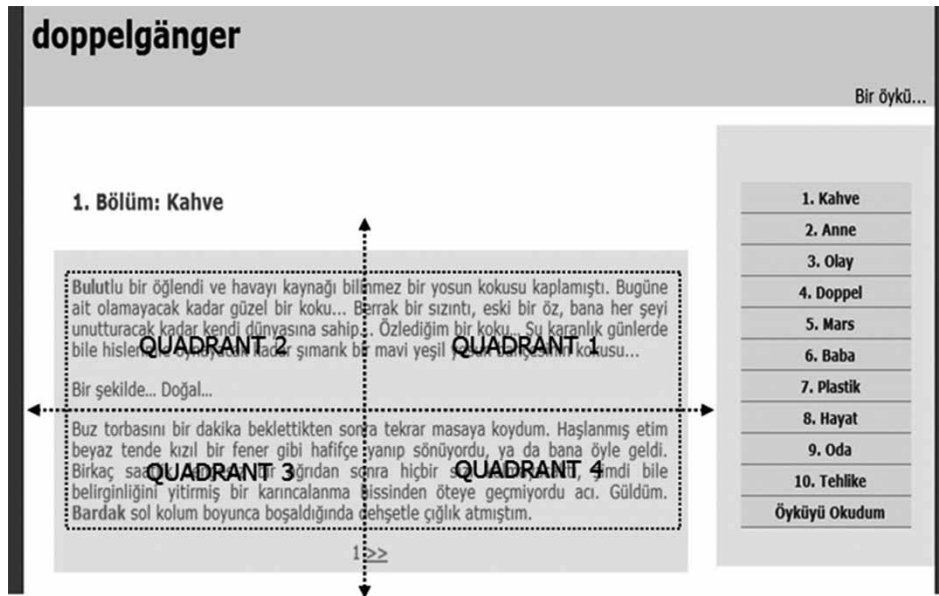 doppelgänger
Bir öykü...
1. Bölüm: Kahve
Bulutlu bir öğlendi ve havayı kaynağı bilinmez bir yosun kokusu kaplamıştı. Bugüne
ait olamayacak kadar güzel bir koku... Berrak bir sızıntı, eski bir öz, bana her şeyi
unutturacak kadar kendi dünyasına sahip... Özlediğim bir koku... Şu karanlık günlerde
bile kadar şımarık bir mavi yeşil kokusu...
QUADRANT 2
QUADRANT 1
Bir şekilde... Doğal...
Buz torbasını bir dakika beklettikten sonra tekrar masaya koydum. Haşlanmış etim
beyaz tende kızıl bir fener gibi hafifçe yanıp sönüyordu, ya da bana öyle geldi.
Birkaç ağrıdan sonra hiçbir şimdi bile
QUADRANT 3
QUADRANT 4
belirginliğini yitirmiş bir karıncalanma hissinden öteye geçmiyordu acı. Güldüm.
Bardak sol kolum boyunca boşaldığında dehşetle çığlık atmıştım.
1 >>
1. Kahve
2. Anne
3. Olay
4. Doppel
5. Mars
6. Baba
7. Plastik
8. Hayat
9. Oda
10. Tehlike
Öyküyü Okudum